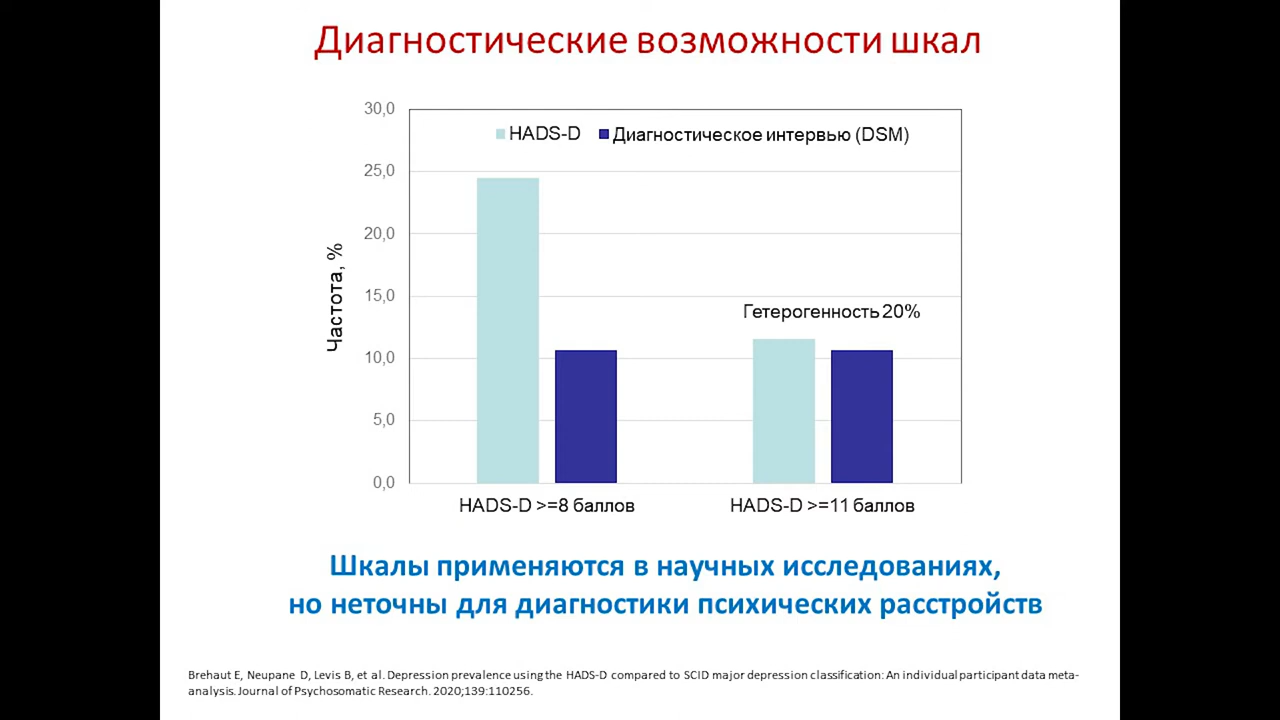 Диагностические возможности шкал
30,0
HADS-D Диагностическое интервью (DSM)
25,0
20,0
15,0
10,0
5,0
0,0
Частота, %
Гетерогенность 20%
HADS-D >=8 баллов HADS-D >=11 баллов
Шкалы применяются в научных исследованиях,
но неточны для диагностики психических расстройств
Brehaut E, Neupane D, Levis B, et al. Depression prevalence using the HADS-D compared to SCID major depression classification: An individual participant data meta-
analysis. Journal of Psychosomatic Research. 2020;139:110256.